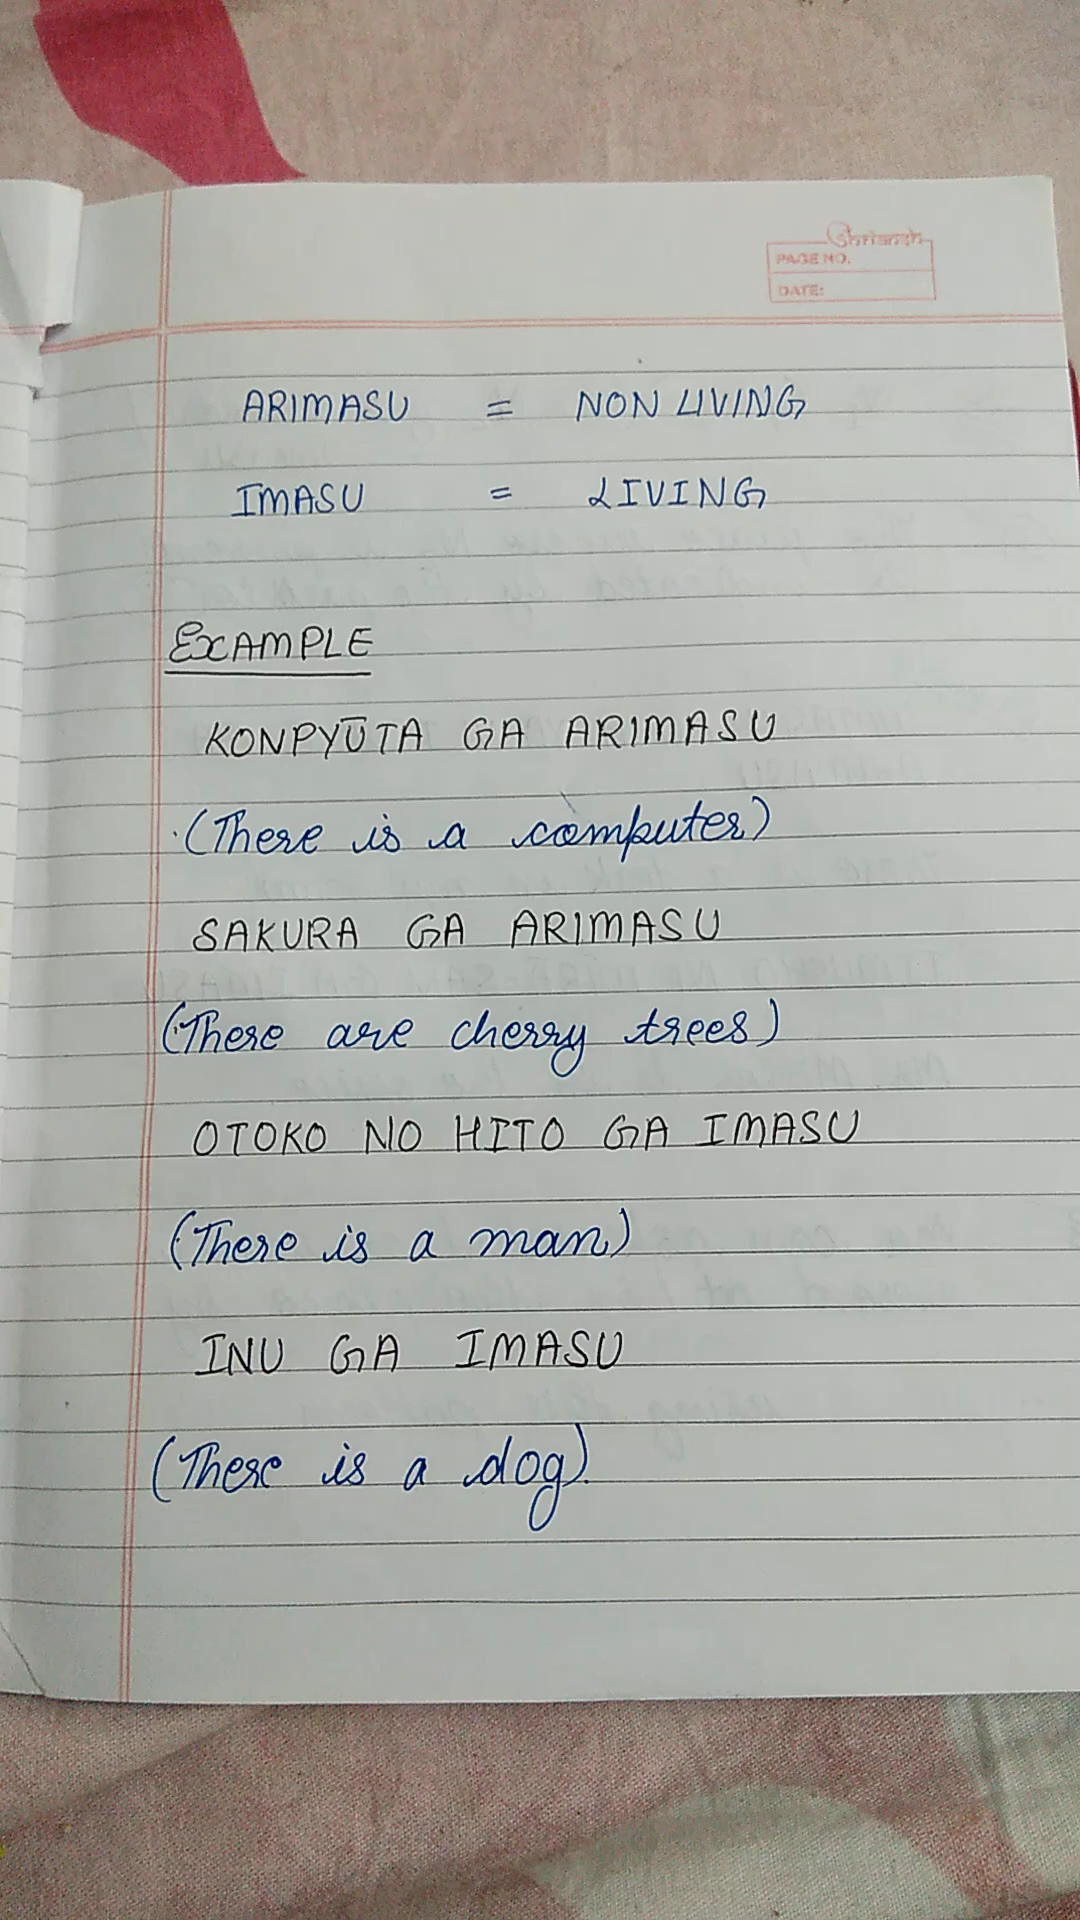 Shriansh
PAGE NO.
DATE:
ARIMASU = NON LIVING
IMASU = LIVING
EXAMPLE
KONPYŪTA GA ARIMASU
(There is a computer)
SAKURA GA ARIMASU
(There are cherry trees)
OTOKO NO HITO GA IMASU
(There is a man)
INU GA IMASU
(There is a dog).